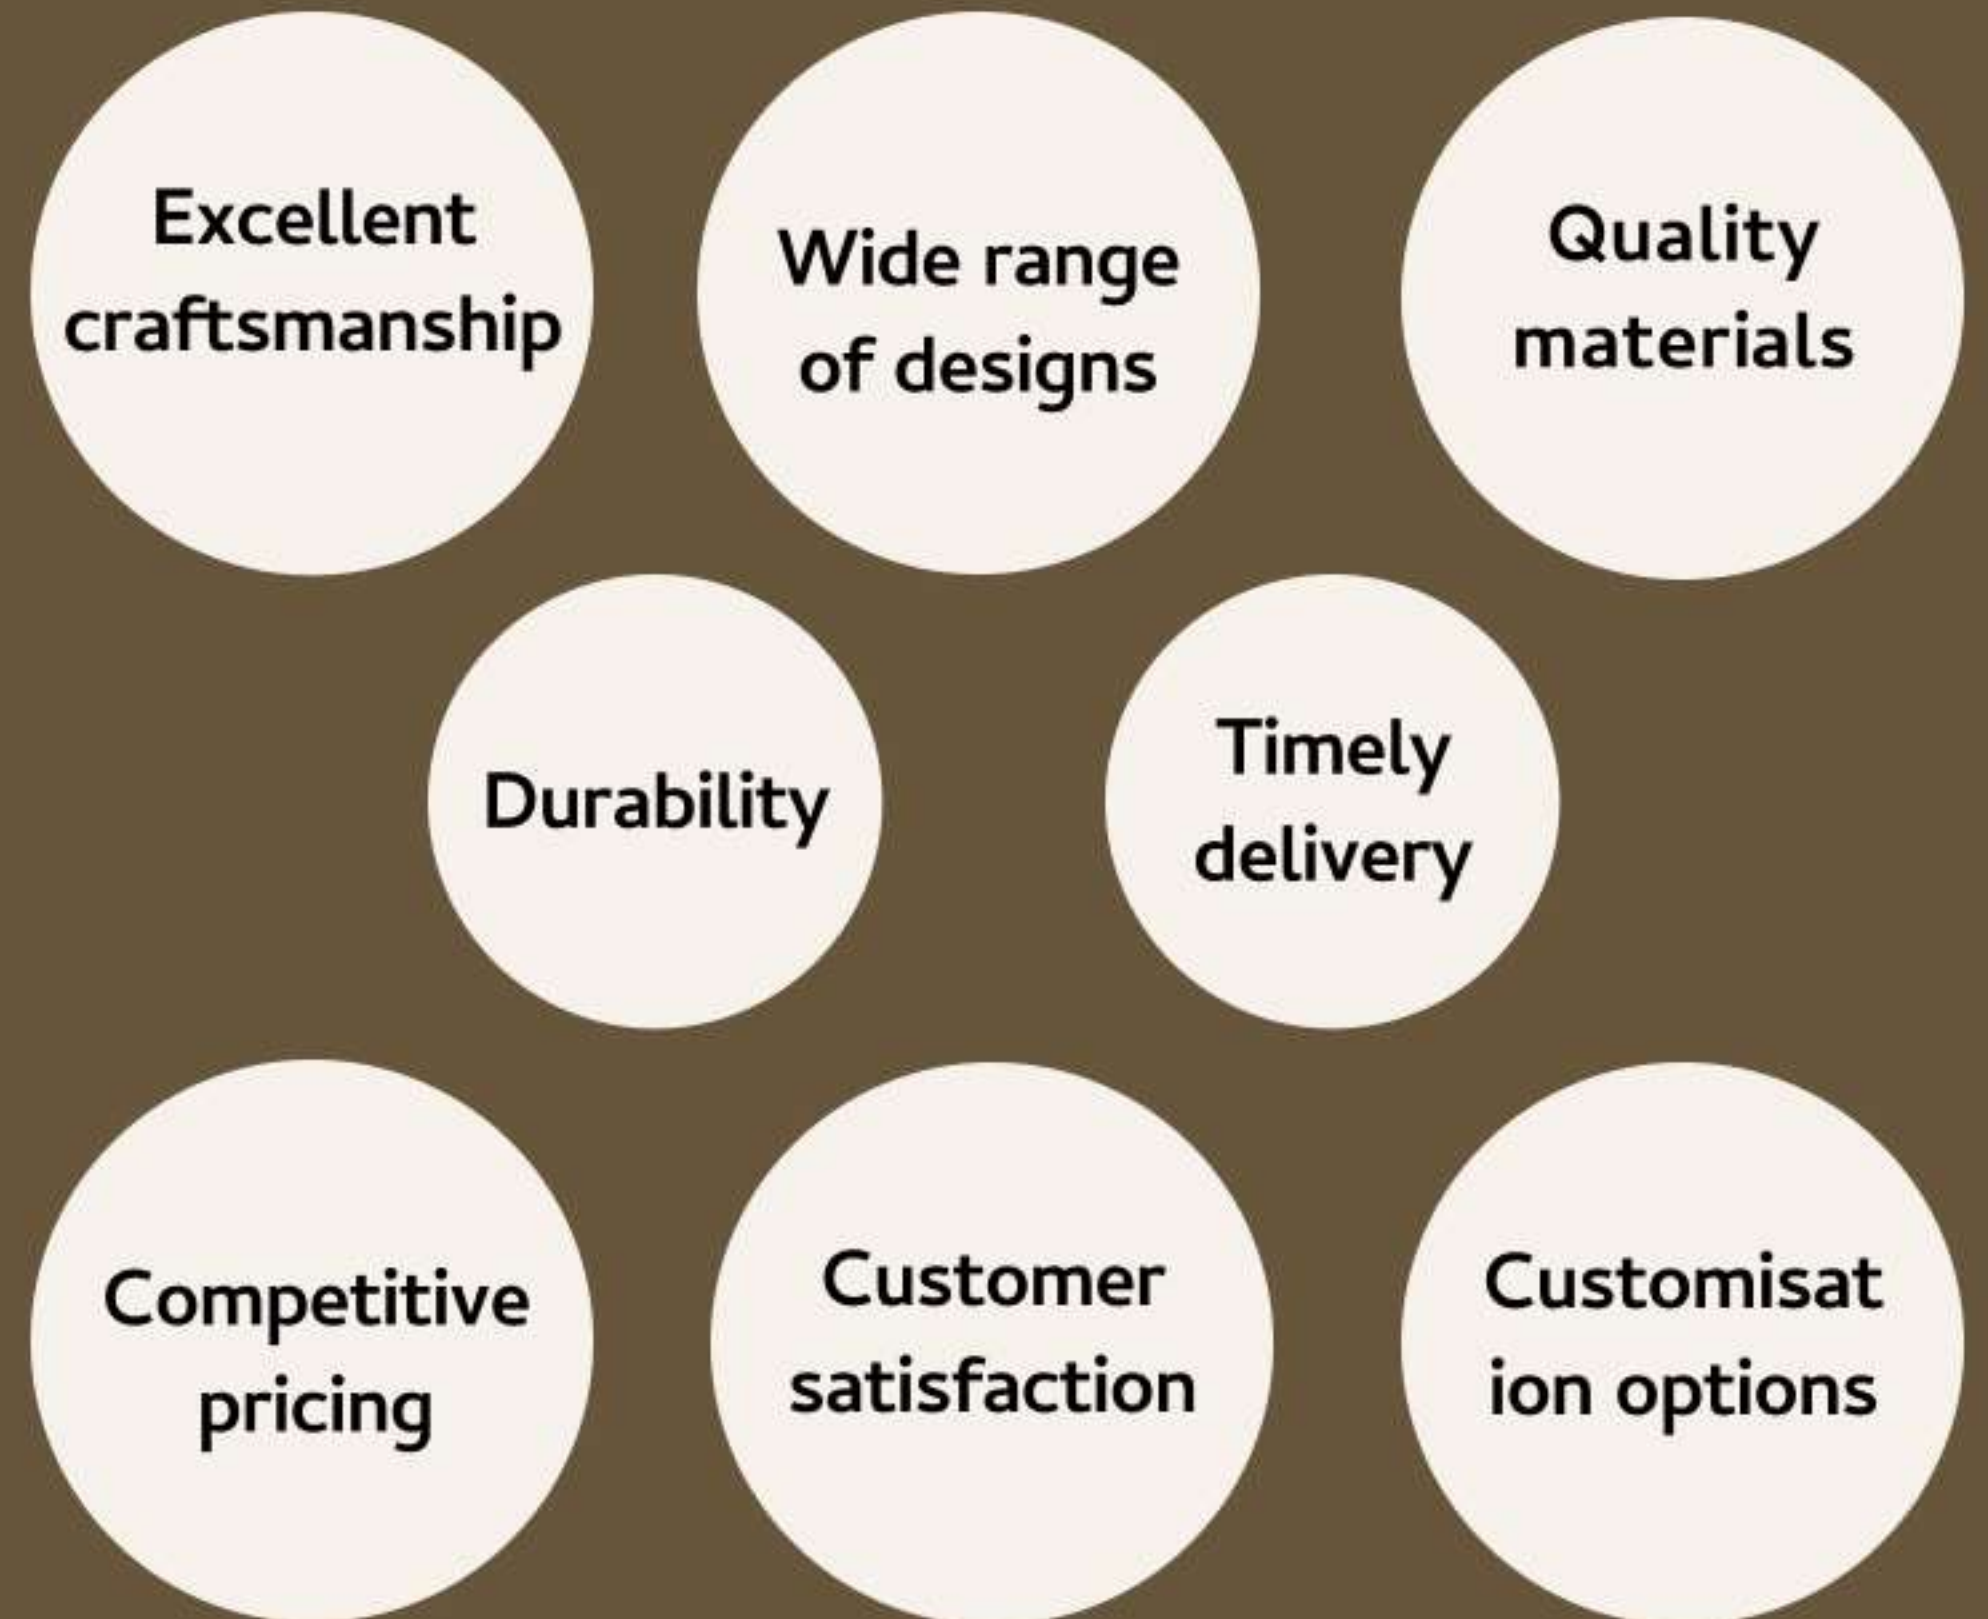 Excellent
craftsmanship
Wide range
of designs
Quality
materials
Durability
Timely
delivery
Competitive
pricing
Customer
satisfaction
Customisat
ion options